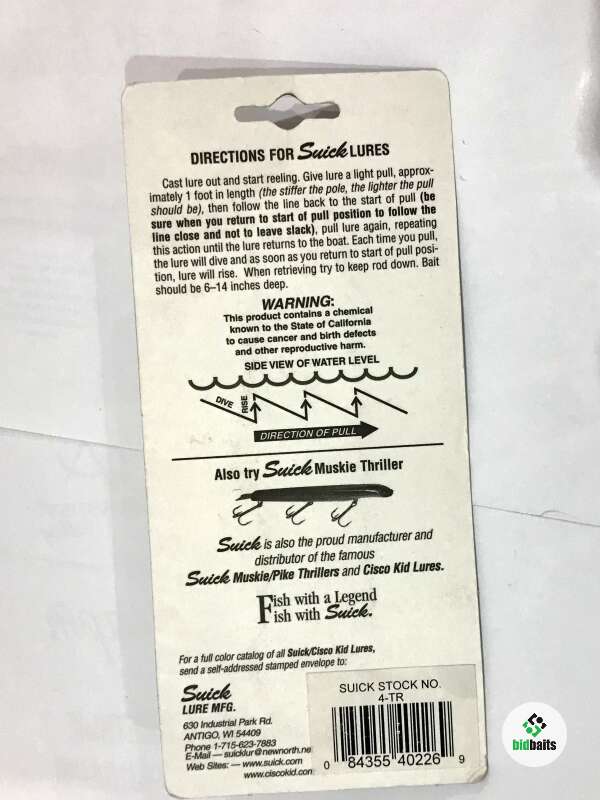 DIRECTIONS FOR Suick LURES
Cast lure out and start reeling. Give lure a light pull, approx-
imately 1 foot in length (the stiffer the pole, the lighter the pull
should be), then follow the line back to the start of pull (be
sure when you return to start of pull position to follow the
line close and not to leave slack), pull lure again, repeating
this action until the lure returns to the boat. Each time you pull,
the lure will dive and as soon as you return to start of pull posi-
tion, lure will rise. When retrieving try to keep rod down. Bait
should be 6–14 inches deep.
WARNING:
This product contains a chemical
known to the State of California
to cause cancer and birth defects
and other reproductive harm.
SIDE VIEW OF WATER LEVEL
DIVE
RISE
DIRECTION OF PULL
Also try Suick Muskie Thriller
Suick is also the proud manufacturer and
distributor of the famous
Suick Muskie/Pike Thrillers and Cisco Kid Lures.
Fish with a Legend
Fish with Suick.
For a full color catalog of all Suick/Cisco Kid Lures,
send a self-addressed stamped envelope to:
Suick
LURE MFG.
630 Industrial Park Rd.
ANTIGO, WI 54409
Phone 1-715-623-7883
E-Mail — suicklur@newnorth.ne
Web Sites: — www.suick.com
www.ciscokid.con
SUICK STOCK NO.
4-TR
0 84355 40226 9
bidbaits